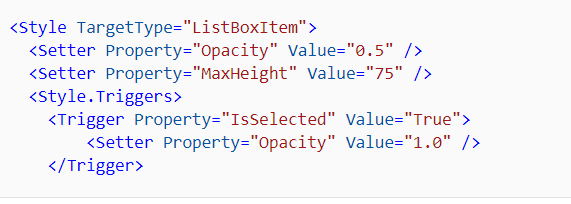 <Style TargetType="ListBoxItem">
  <Setter Property="Opacity" Value="0.5" />
  <Setter Property="MaxHeight" Value="75" />
  <Style.Triggers>
    <Trigger Property="IsSelected" Value="True">
        <Setter Property="Opacity" Value="1.0" />
    </Trigger>